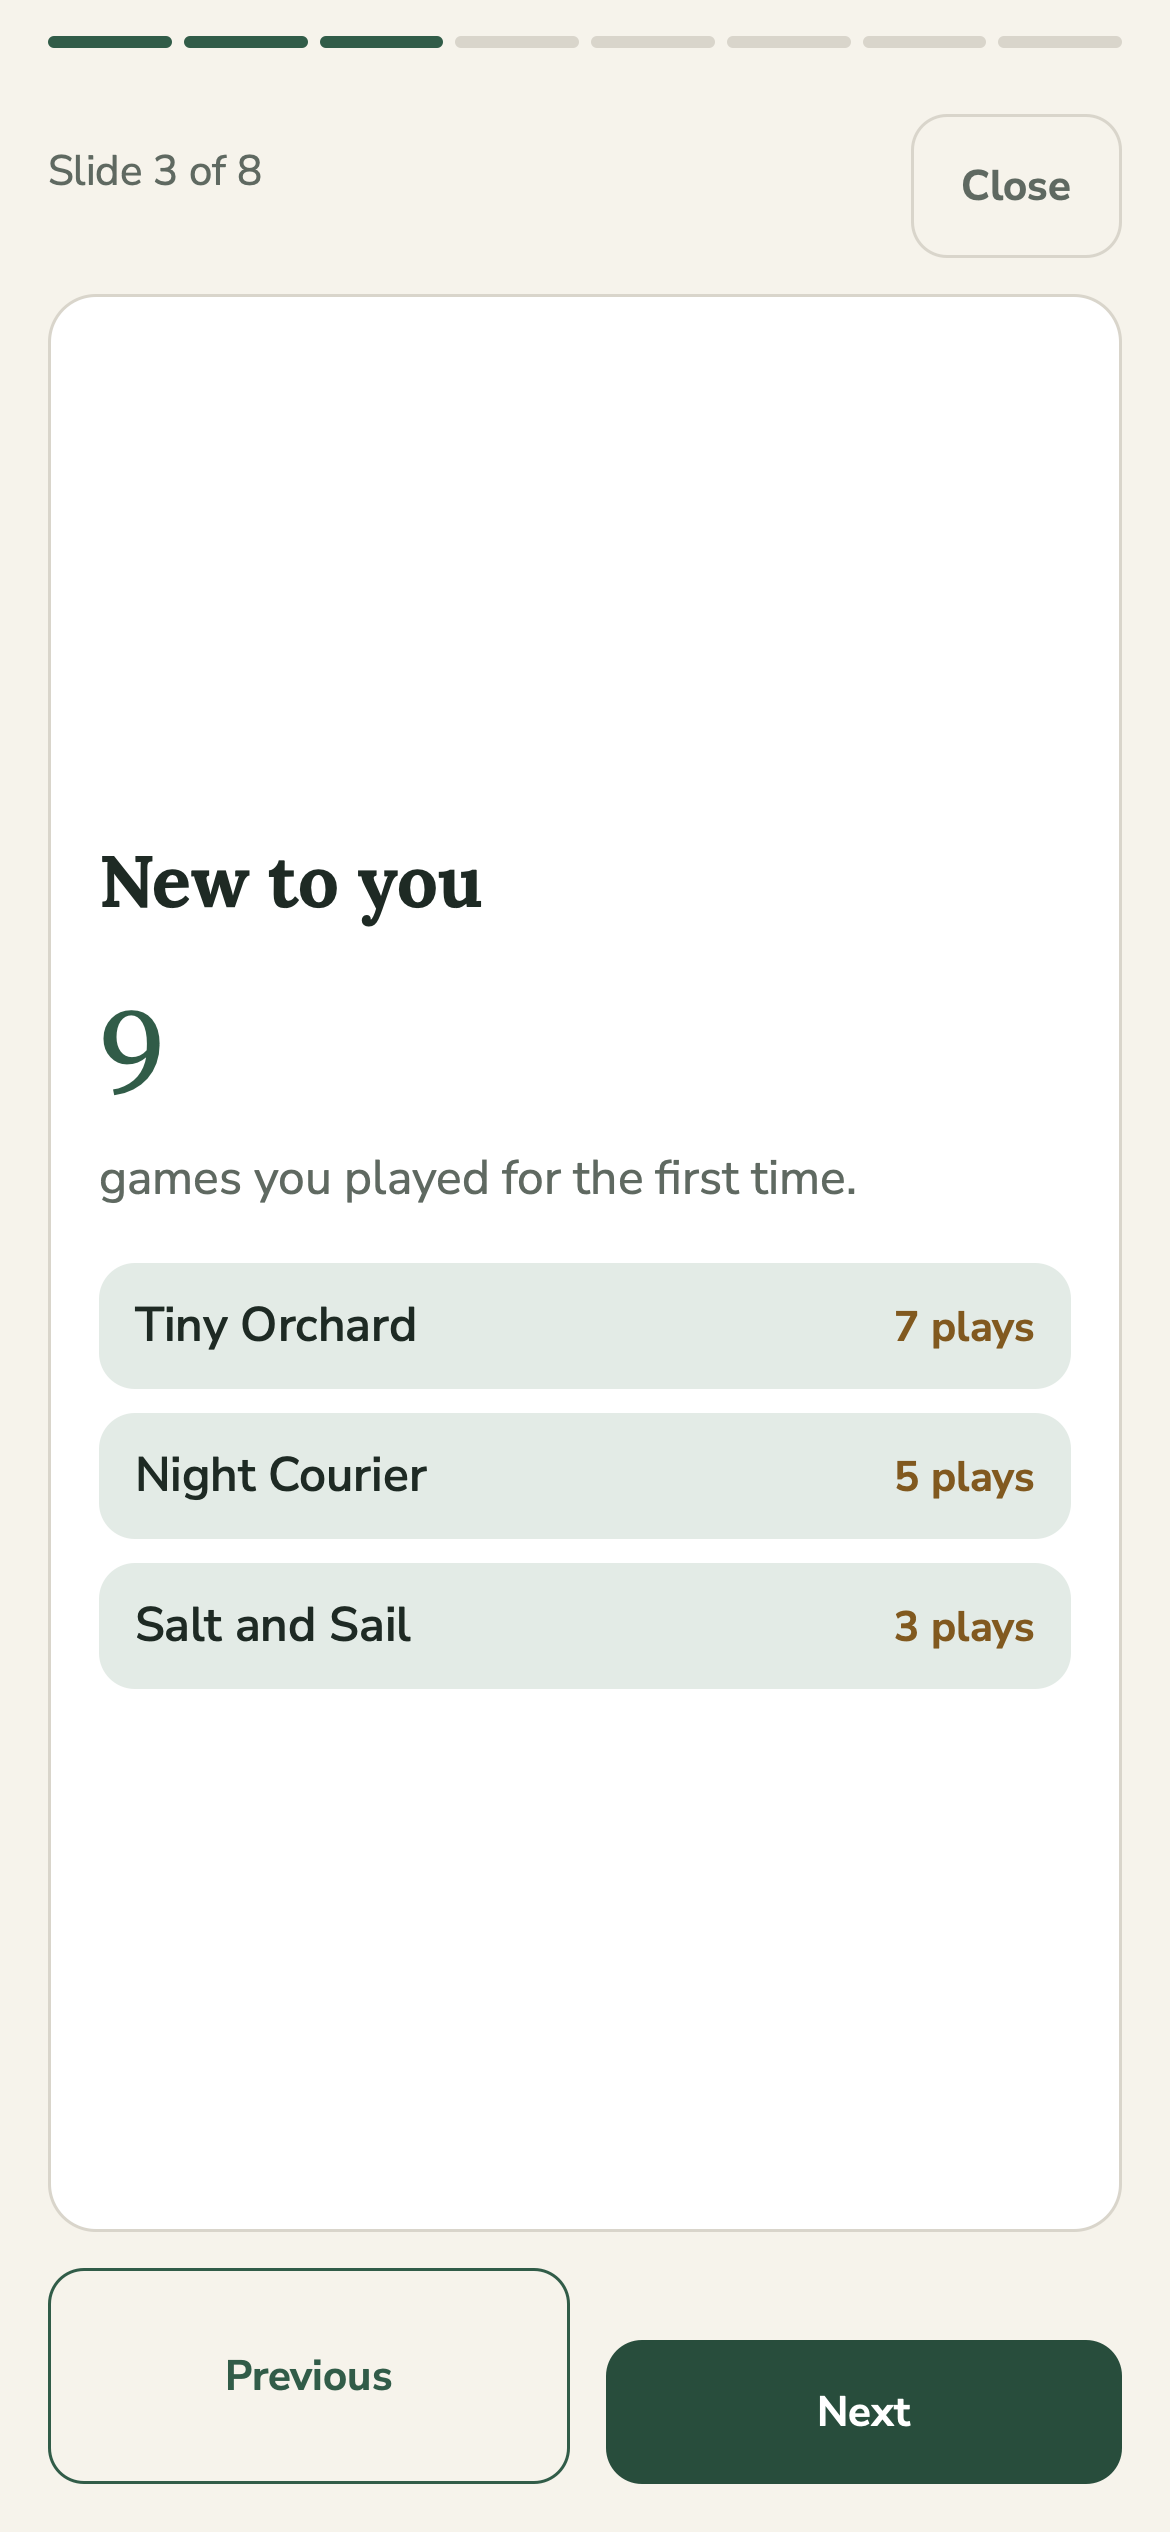 Slide 3 of 8
Close
New to you
9
games you played for the first time.
Tiny Orchard
7 plays
Night Courier
5 plays
Salt and Sail
3 plays
Previous
Next